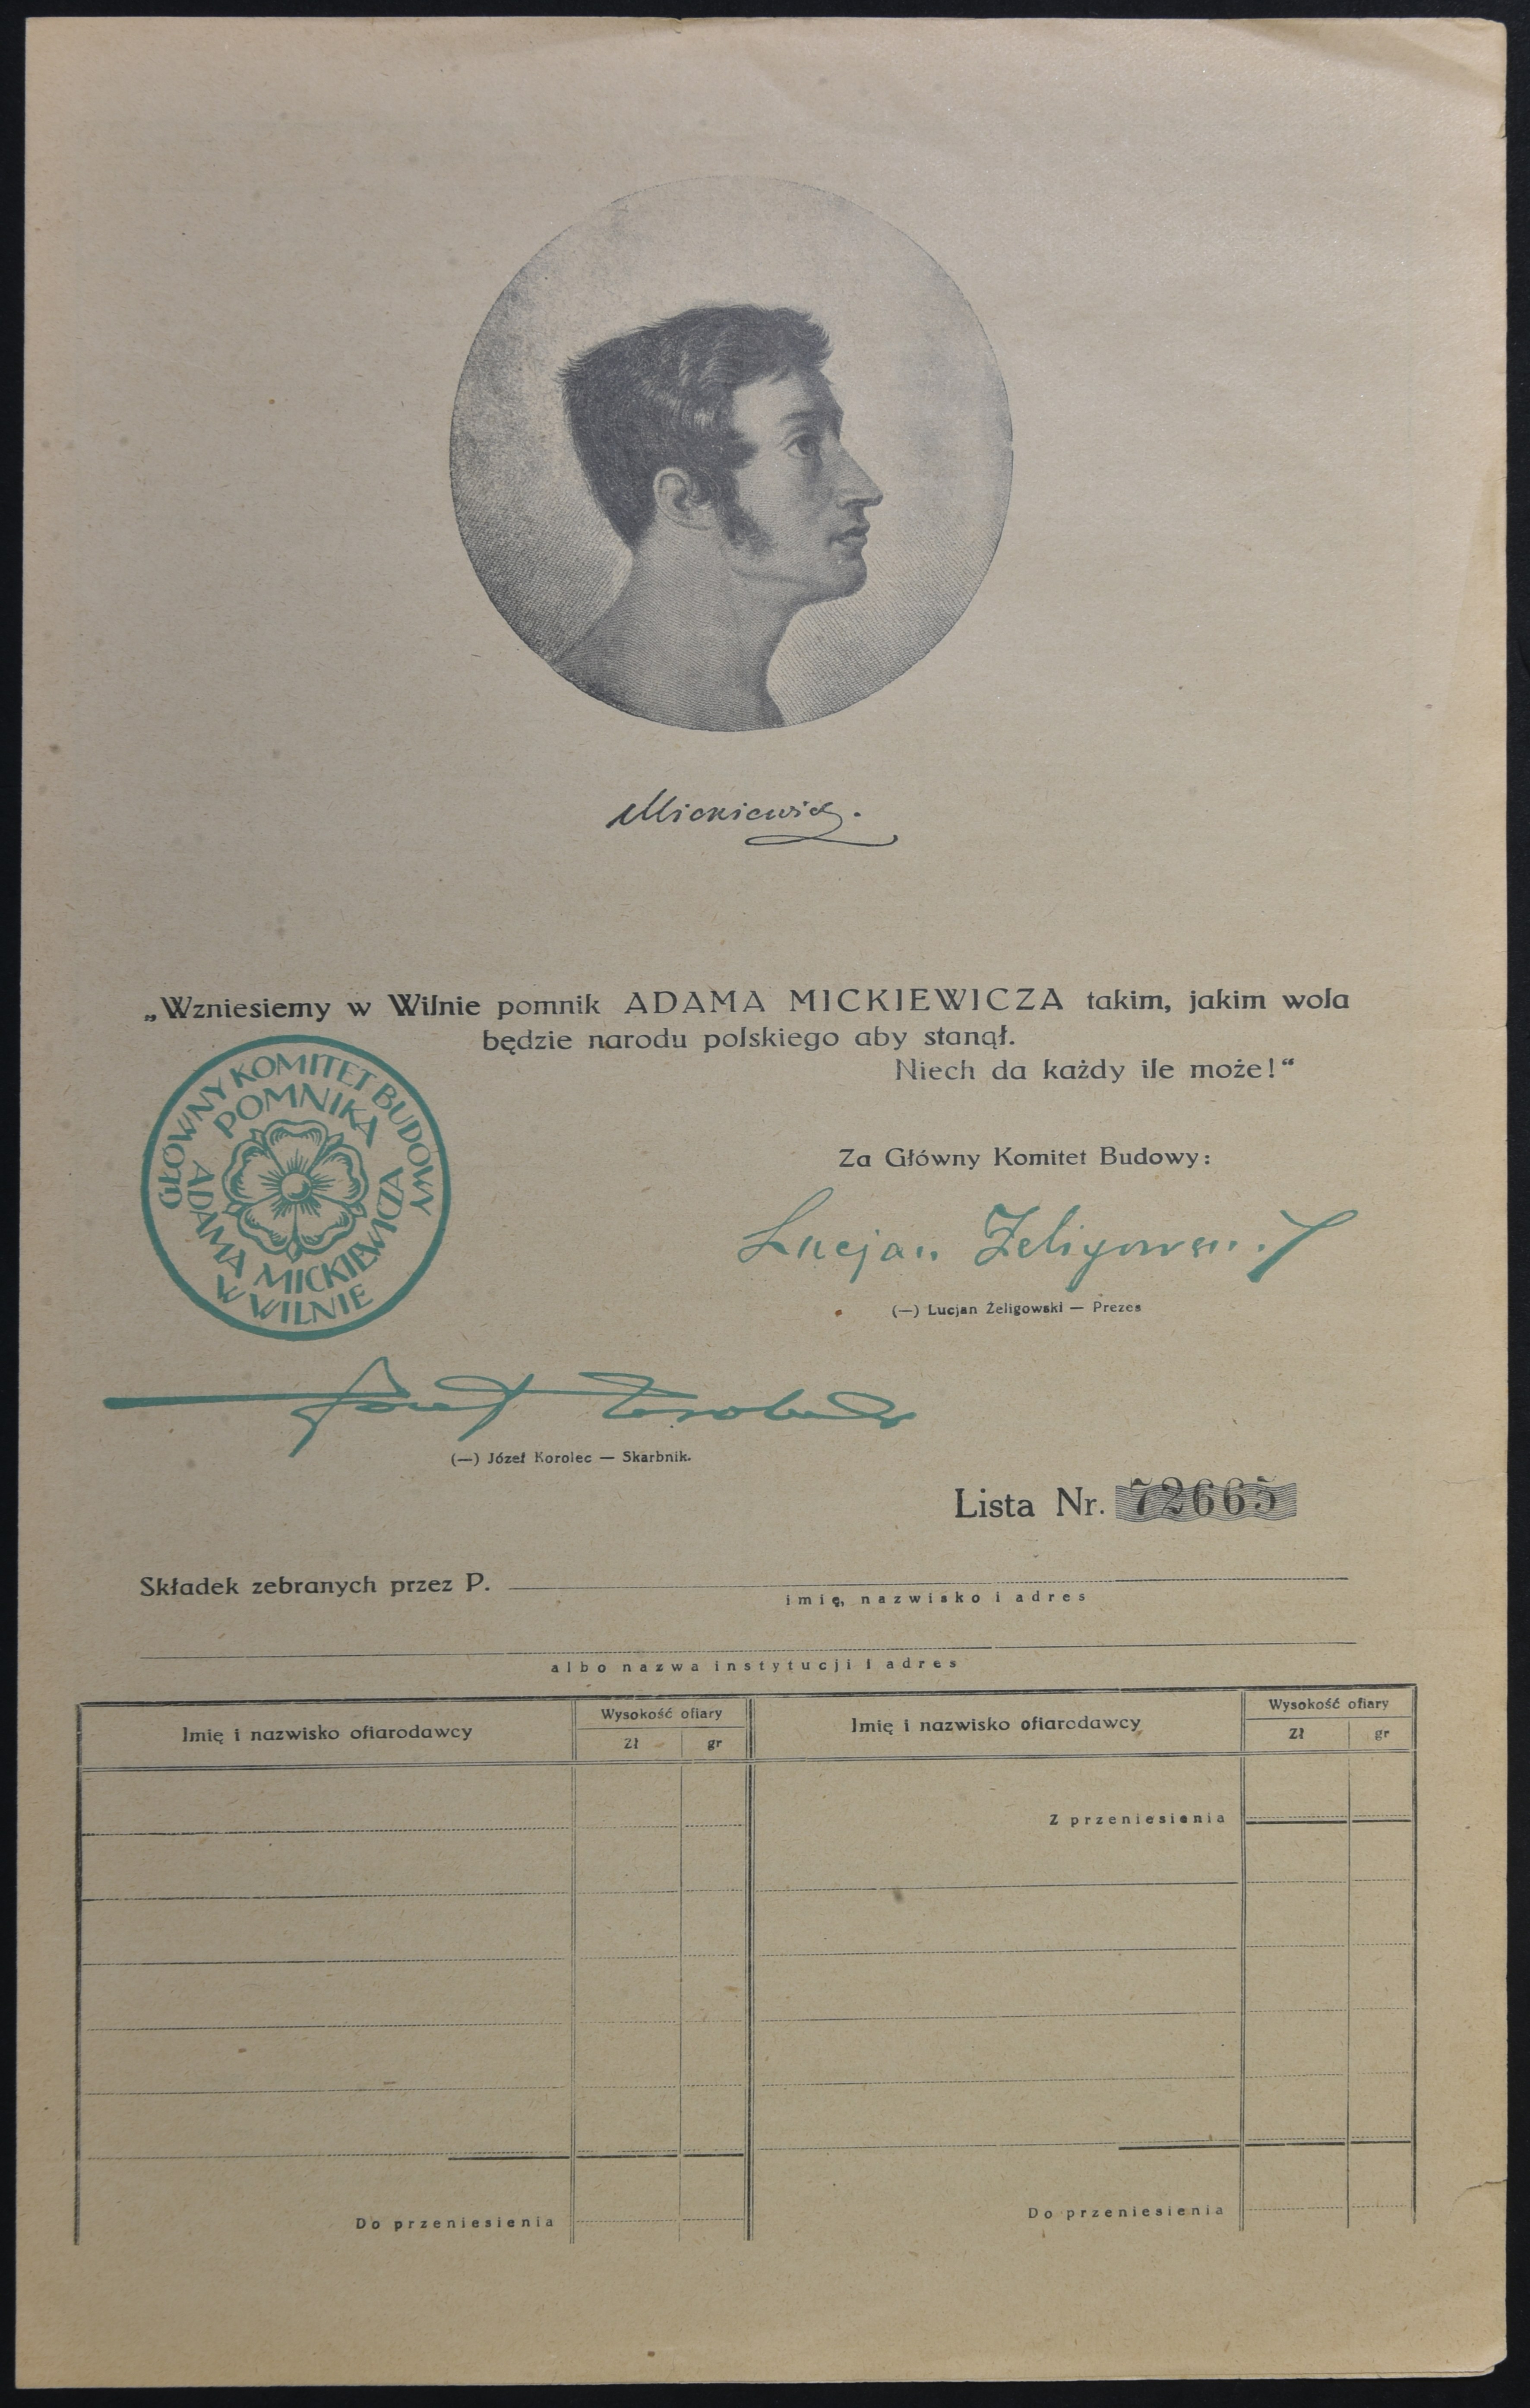 Mickiewicz.
„Wzniesiemy w Wilnie pomnik ADAMA MICKIEWICZA takim, jakim wola
będzie narodu polskiego aby stanął.
Niech da każdy ile może!“
GŁÓWNY KOMITET BUDOWY
POMNIKA
ADAMA MICKIEWICZA
W WILNIE
Za Główny Komitet Budowy:
Lucjan Żeligowski
(—) Lucjan Żeligowski — Prezes
Józef Korolec
(—) Józef Korolec — Skarbnik.
Lista Nr. 72665
Składek zebranych przez P.
imię, nazwisko i adres
albo nazwa instytucji i adres
Imię i nazwisko ofiarodawcy Wysokość ofiary Imię i nazwisko ofiarodawcy Wysokość ofiary
Zł gr Zł gr
Z przeniesienia
Do przeniesienia Do przeniesienia